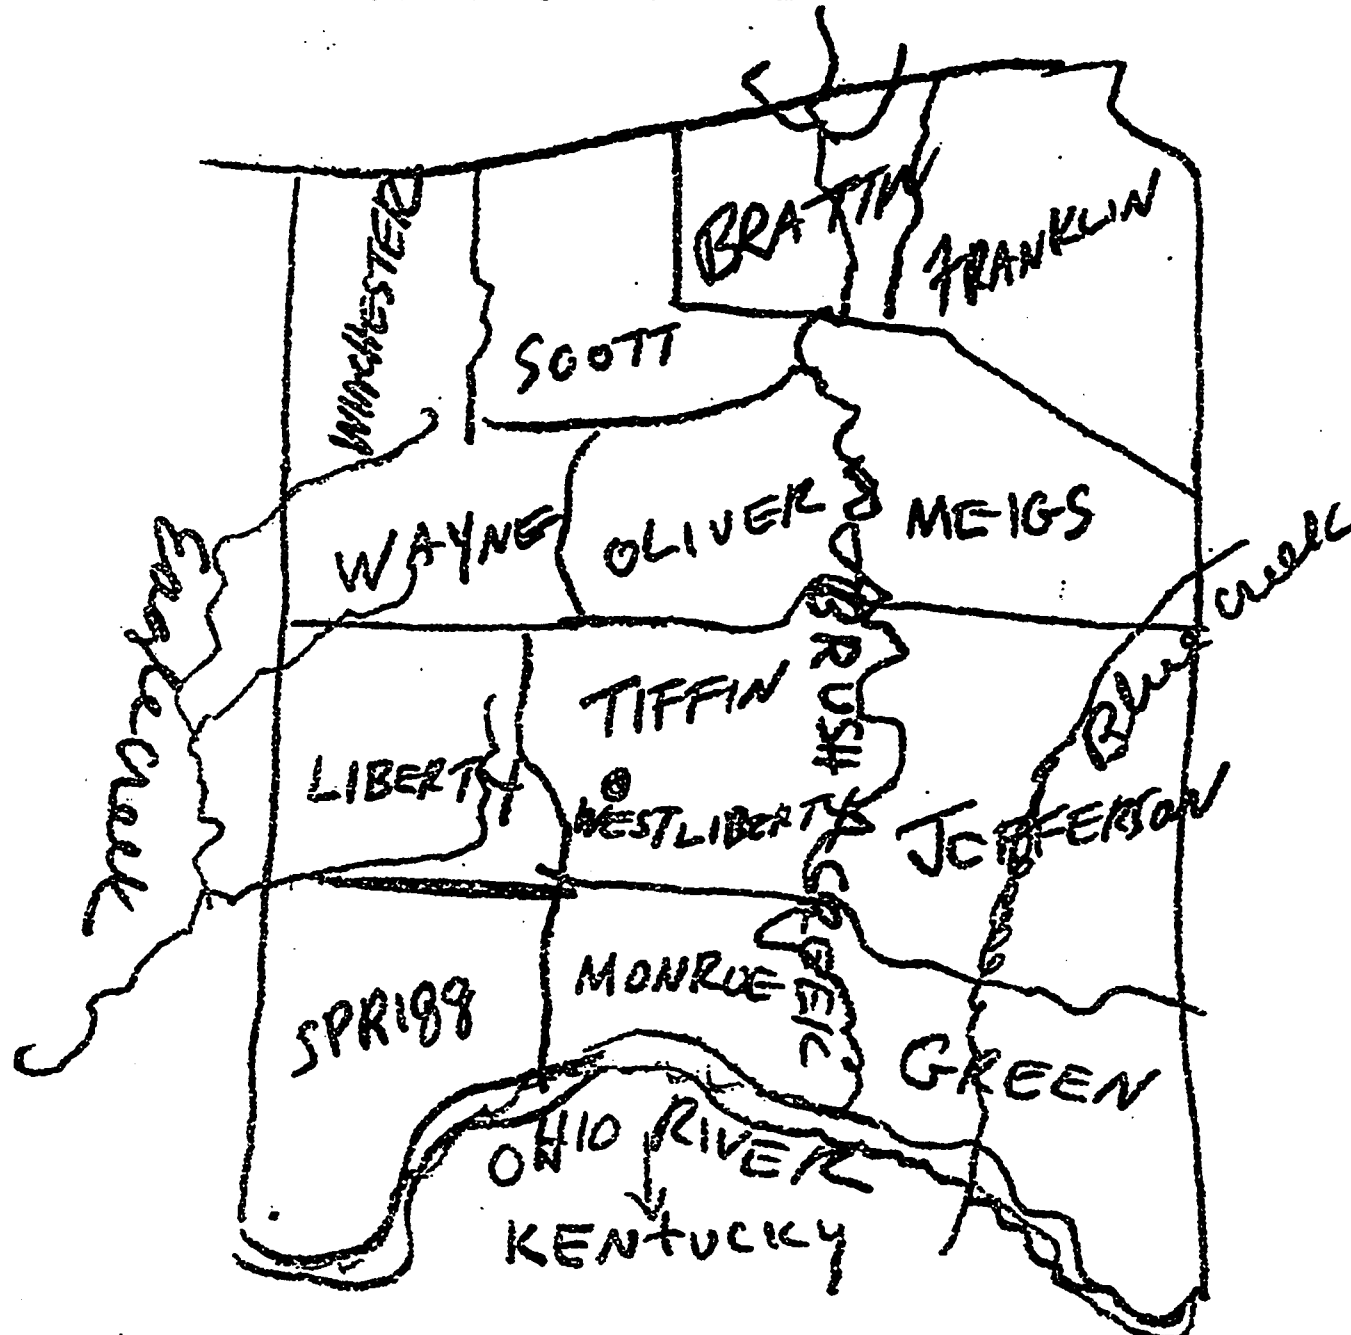 BRATTIN
FRANKLIN
WINCHESTER
SCOTT
WAYNE
OLIVER
MEIGS
Blue Creek
TIFFIN
BRUSH CREEK
LIBERTY
WEST LIBERTY
JEFFERSON
Creek
SPRIGG
MONROE
GREEN
OHIO RIVER
KENTUCKY